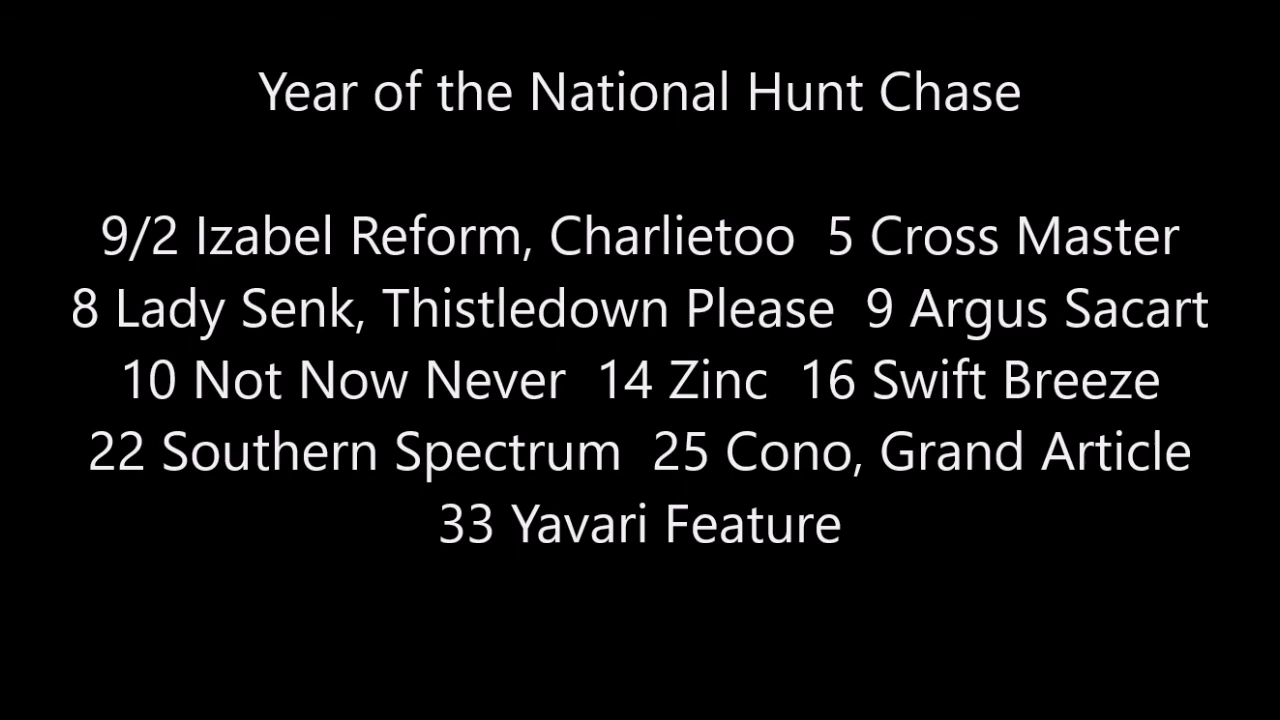 Year of the National Hunt Chase
9/2 Izabel Reform, Charlietoo  5 Cross Master
8 Lady Senk, Thistledown Please  9 Argus Sacart
10 Not Now Never  14 Zinc  16 Swift Breeze
22 Southern Spectrum  25 Cono, Grand Article
33 Yavari Feature